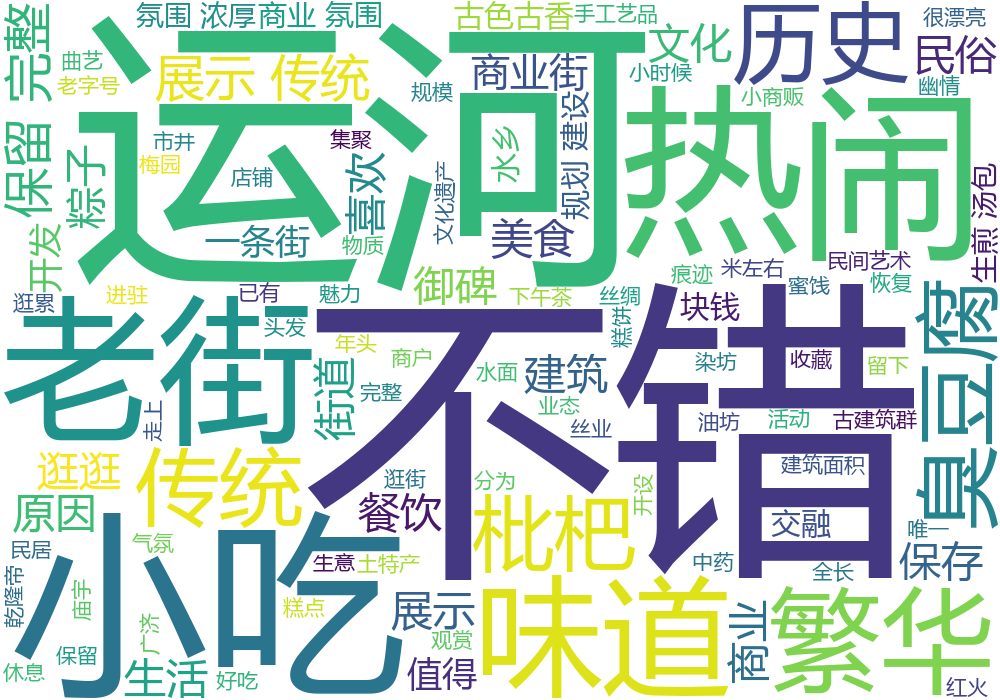 氛围 浓厚
商业 氛围
古色古香
手工艺品
很漂亮
完整
曲艺
老字号
展示 传统
运河
商业街
规模
文化
小时候
历史
民俗
小商贩
幽情
热闹
保留
粽子
市井
梅园
集聚
店铺
喜欢
水乡
文化遗产
规划 建设
生煎 汤包
开发
一条街
物质
美食
御碑
痕迹
米左右
民间艺术
恢复
逛累
进驻
已有
魅力
下午茶
丝绸
蜜饯
块钱
老街
头发
年头
商户
糕饼
不错
臭豆腐
街道
完整
水面
建筑
染坊
收藏
留下
走上
业态
丝业
油坊
活动
古建筑群
逛逛
传统
逛街
分为
开设
建筑面积
原因
餐饮
枇杷
交融
唯一
民居
气氛
小吃
生意
土特产
中药
全长
保存
乾隆帝
庙宇
糕点
展示
味道
商业
繁华
广济
观赏
休息
保留
生活
好吃
值得
红火